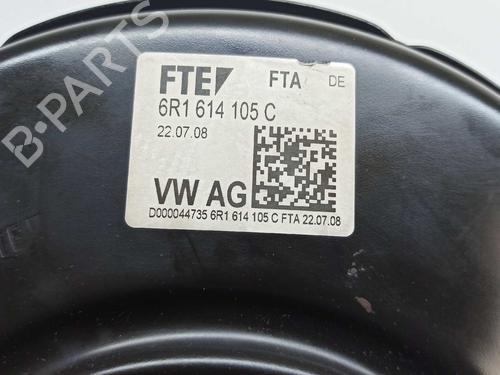 FTE FTA DE
6R1 614 105 C
22.07.08
VW AG
D000044735 6R1 614 105 C FTA 22.07.08
B-PARTS